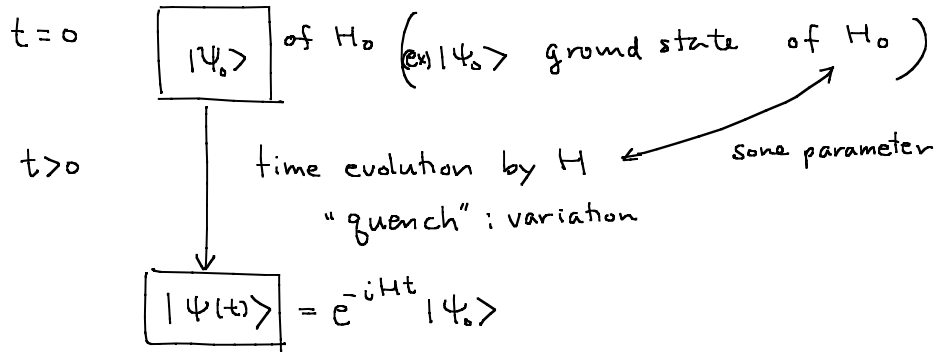 t=0 |Ψ₀> of H₀ ((ex) |Ψ₀> ground state of H₀)
t>0 time evolution by H some parameter
"quench" : variation
|Ψ(t)> = e^{-iHt} |Ψ₀>